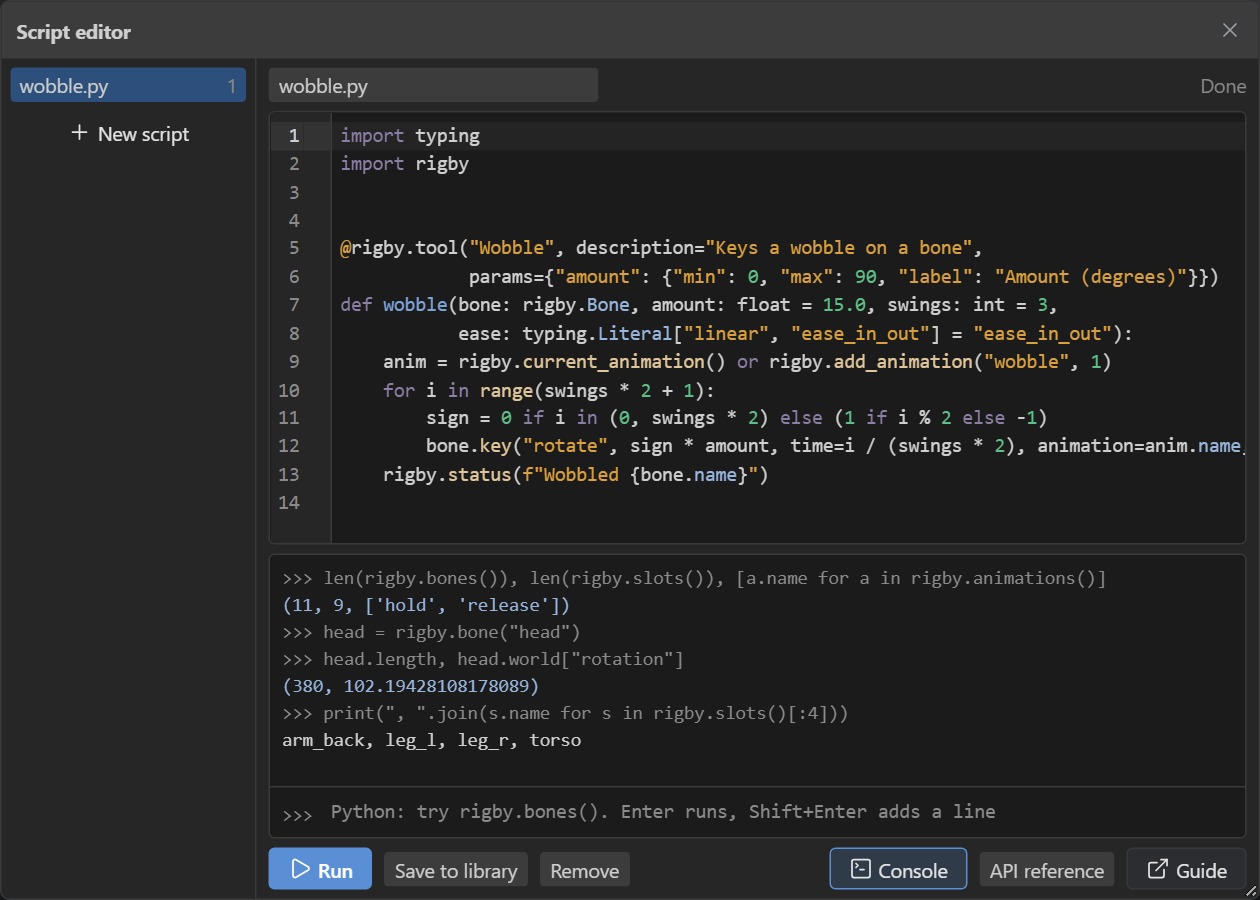 Script editor
wobble.py 1
New script
wobble.py
Done
1 import typing
2 import rigby
3
4
5 @rigby.tool("Wobble", description="Keys a wobble on a bone",
6             params={"amount": {"min": 0, "max": 90, "label": "Amount (degrees)"}})
7 def wobble(bone: rigby.Bone, amount: float = 15.0, swings: int = 3,
8            ease: typing.Literal["linear", "ease_in_out"] = "ease_in_out"):
9     anim = rigby.current_animation() or rigby.add_animation("wobble", 1)
10     for i in range(swings * 2 + 1):
11         sign = 0 if i in (0, swings * 2) else (1 if i % 2 else -1)
12         bone.key("rotate", sign * amount, time=i / (swings * 2), animation=anim.name,
13     rigby.status(f"Wobbled {bone.name}")
14
>>> len(rigby.bones()), len(rigby.slots()), [a.name for a in rigby.animations()]
(11, 9, ['hold', 'release'])
>>> head = rigby.bone("head")
>>> head.length, head.world["rotation"]
(380, 102.19428108178089)
>>> print(", ".join(s.name for s in rigby.slots()[:4]))
arm_back, leg_l, leg_r, torso
>>> Python: try rigby.bones(). Enter runs, Shift+Enter adds a line
Run
Save to library
Remove
Console
API reference
Guide